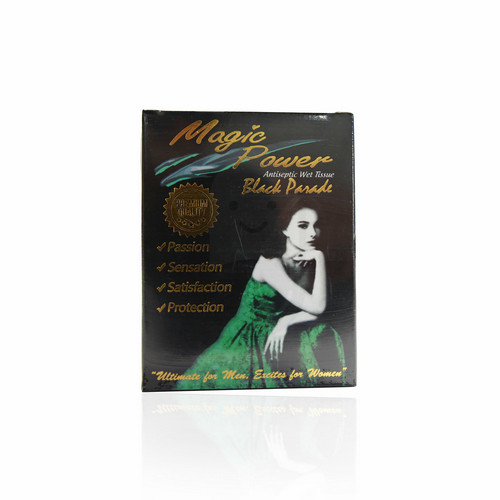 Magic
Power
Antiseptic Wet Tissue
Black Parade
PREMIUM
QUALITY
Passion
Sensation
Satisfaction
Protection
"Ultimate for Men, Excites for Women"